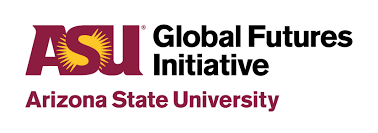 ASU® Global Futures
Initiative
Arizona State University